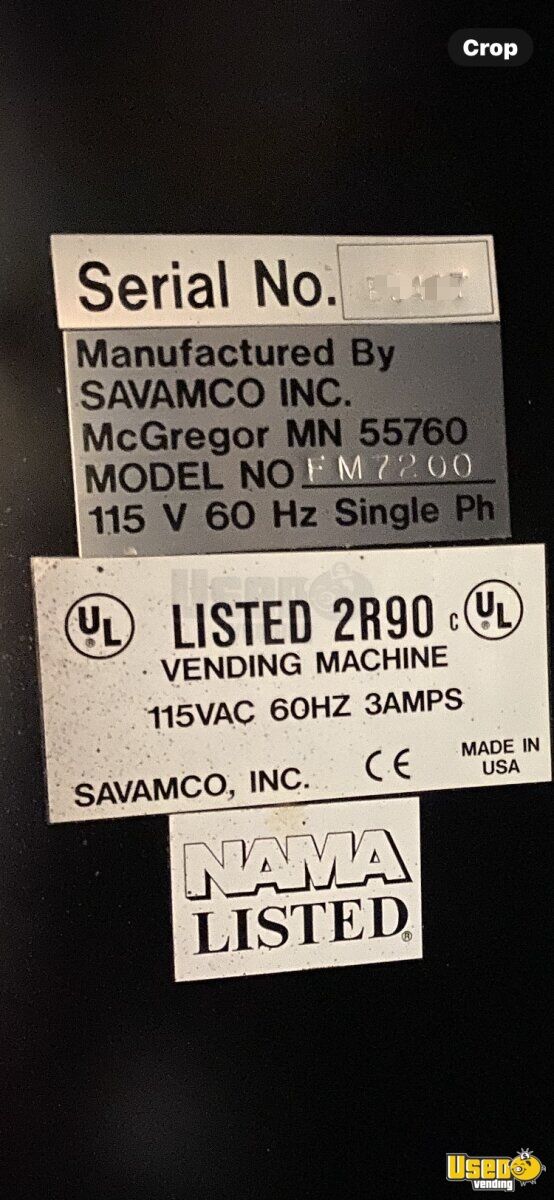 Crop
Serial No.
Manufactured By
SAVAMCO INC.
McGregor MN 55760
MODEL NO FM7200
115 V 60 Hz Single Ph
UL LISTED 2R90 c UL
VENDING MACHINE
115VAC 60HZ 3AMPS
SAVAMCO, INC. CE MADE IN USA
NAMA
LISTED®
Used
vending